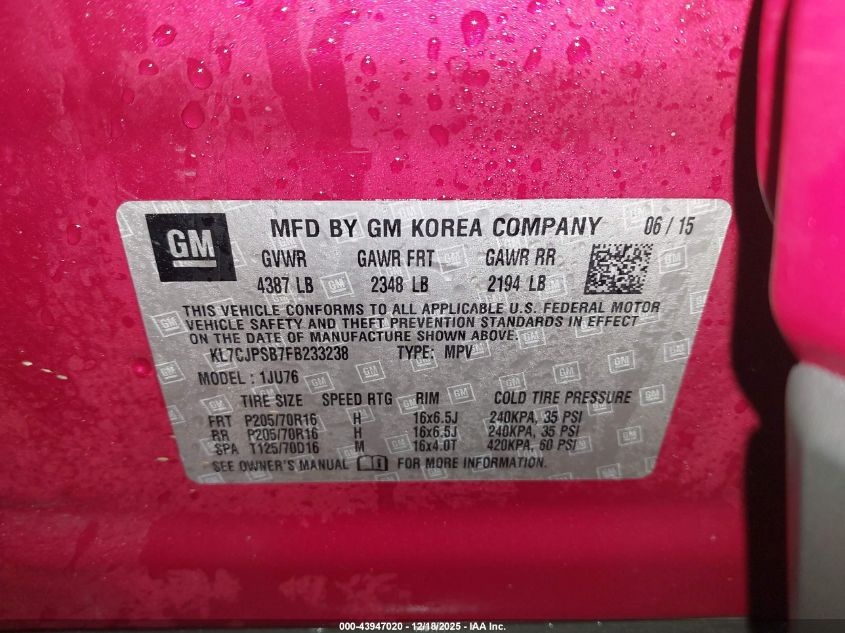 GM MFD BY GM KOREA COMPANY 06 / 15
GVWR GAWR FRT GAWR RR
4387 LB 2348 LB 2194 LB
THIS VEHICLE CONFORMS TO ALL APPLICABLE U.S. FEDERAL MOTOR
VEHICLE SAFETY AND THEFT PREVENTION STANDARDS IN EFFECT
ON THE DATE OF MANUFACTURE SHOWN ABOVE.
KL7CJPSB7FB233238 TYPE: MPV
MODEL : 1JU76
TIRE SIZE SPEED RTG RIM COLD TIRE PRESSURE
FRT P205/70R16 H 16x6.5J 240KPA, 35 PSI
RR P205/70R16 H 16x6.5J 240KPA, 35 PSI
SPA T125/70D16 M 16x4.0T 420KPA, 60 PSI
SEE OWNER'S MANUAL FOR MORE INFORMATION.
000-43947020 - 12/18/2025 - IAA Inc.